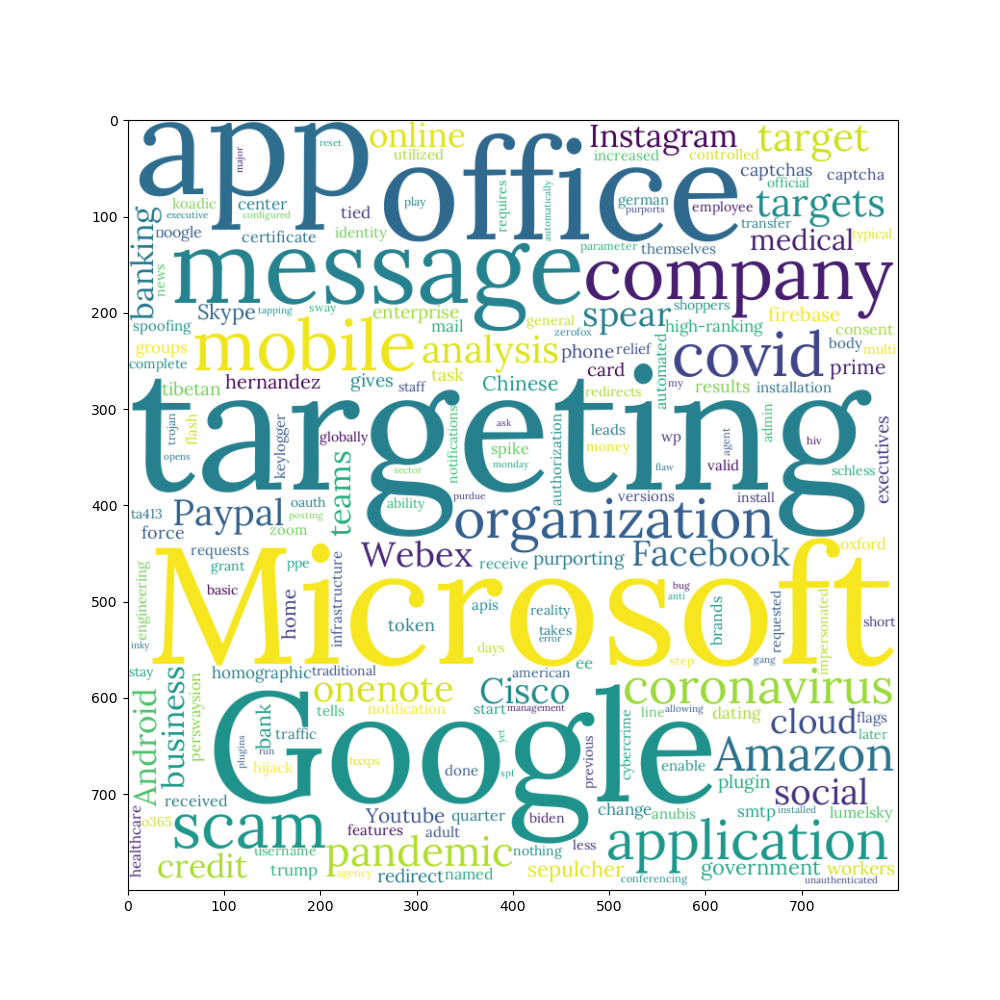 0
app
reset
major
online
utilized
Instagram
increased
controlled
target
captchas
captcha
official
koadic
center
executive
configured
tied
play
office
requires
automatically
german
purports
employee
targets
transfer
100
banking
news
noogle
certificate
identity
parameter
themselves
medical
typical
message
company
200
Skype
tapping
sway
enterprise
mail
general
zerofox
spear
shoppers
high-ranking
firebase
consent
spoofing
groups
complete
mobile
analysis
phone
relief
automated
covid
body
multi
prime
card
tibetan
hernandez
gives
staff
task
Chinese
redirects
my
results
installation
300
targeting
trojan
flash
opens
keylogger
globally
teams
sector
notifications
ask
spike
monday
authorization
leads
money
wp
flaw
agent
valid
admin
hiv
schless
executives
400
ta413
force
Paypal
oauth
posting
zoom
ability
purdue
organization
versions
install
requests
grant
ppe
Webex
receive
purporting
Facebook
oxford
500
engineering
inky
basic
home
infrastructure
Microsoft
apis
token
reality
takes
error
days
bug
anti
brands
requested
impersonated
short
step
gang
ee
american
stay
homographic
traditional
600
Android
business
perswaysion
onenote
notification
tells
Cisco
start
management
coronavirus
line
allowing
dating
cloud
flags
later
Google
plugins
bank
run
traffic
hijack
hxxps
done
yet
spf
previous
cybercrime
enable
Amazon
plugin
social
700
received
healthcare
o365
scam
Youtube
quarter
features
adult
biden
change
anubis
less
smtp
installed
lumelsky
application
credit
username
trump
pandemic
agency
redirect
named
nothing
sepulcher
conferencing
government
workers
unauthenticated
0 100 200 300 400 500 600 700